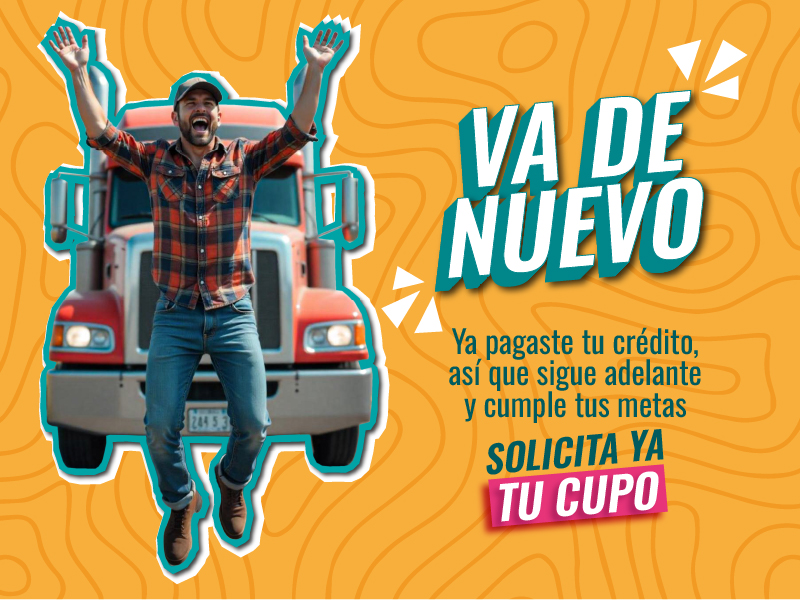 VA DE
NUEVO
Ya pagaste tu crédito,
así que sigue adelante
y cumple tus metas
SOLICITA YA
TU CUPO